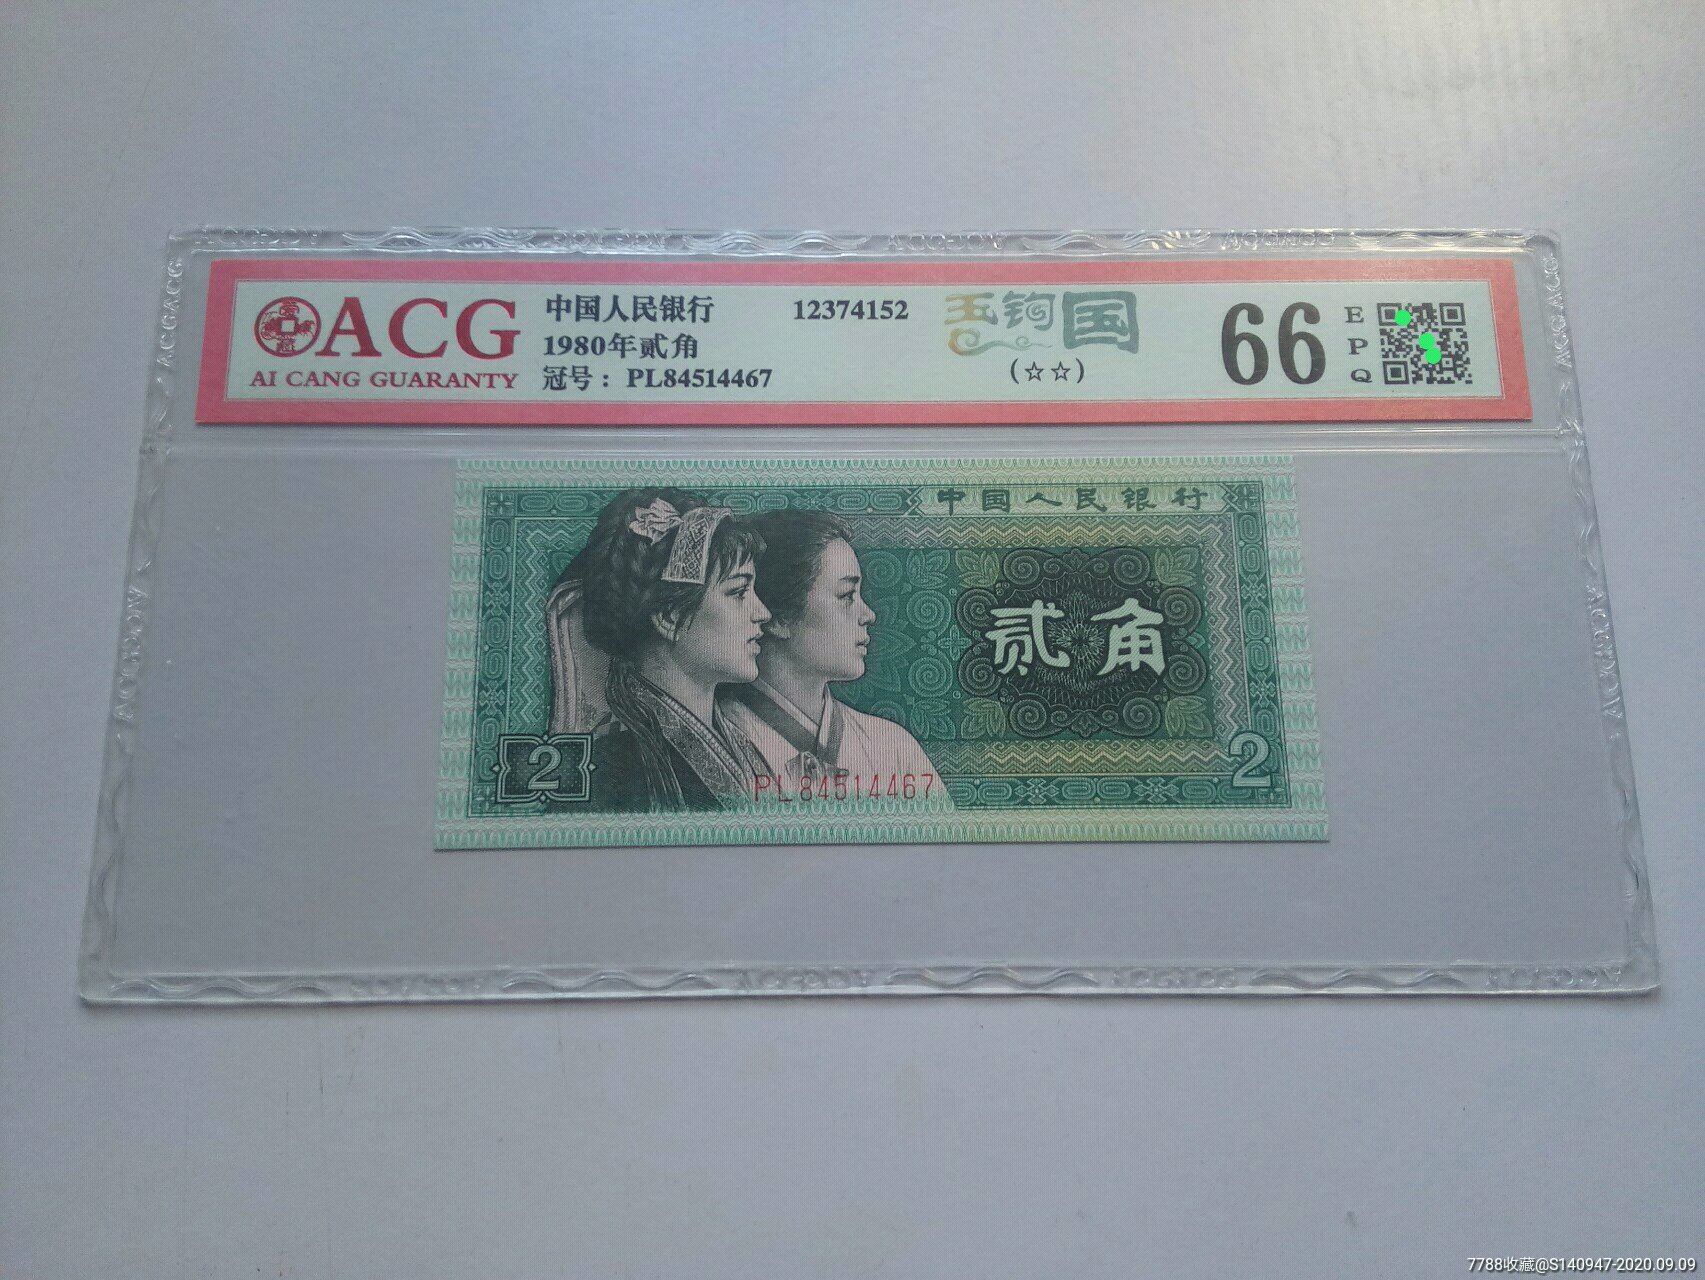 ACG
AI CANG GUARANTY
中国人民银行
1980年贰角
冠号：PL84514467
12374152
玉钩国
(☆☆)
66
E
P
Q
中国人民银行
贰角
2
2
PL84514467
7788收藏@S140947-2020.09.09